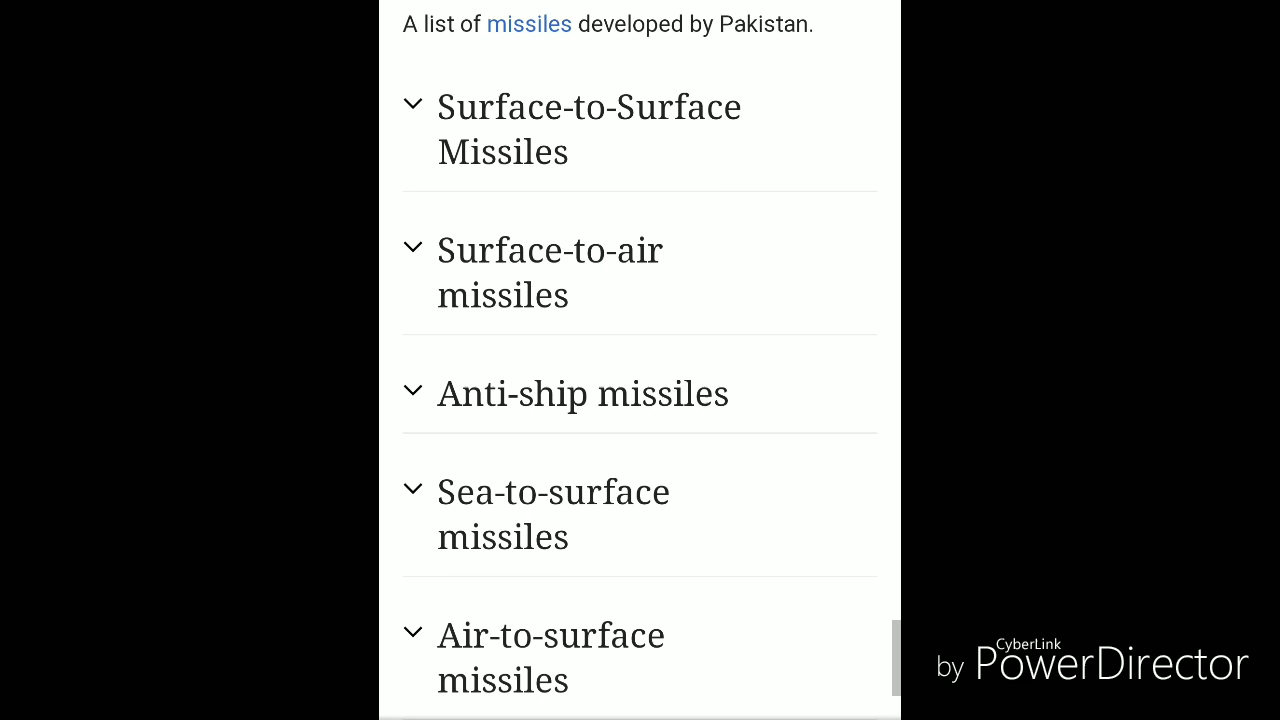 A list of missiles developed by Pakistan.
Surface-to-Surface
Missiles
Surface-to-air
missiles
Anti-ship missiles
Sea-to-surface
missiles
Air-to-surface
missiles
CyberLink
by PowerDirector